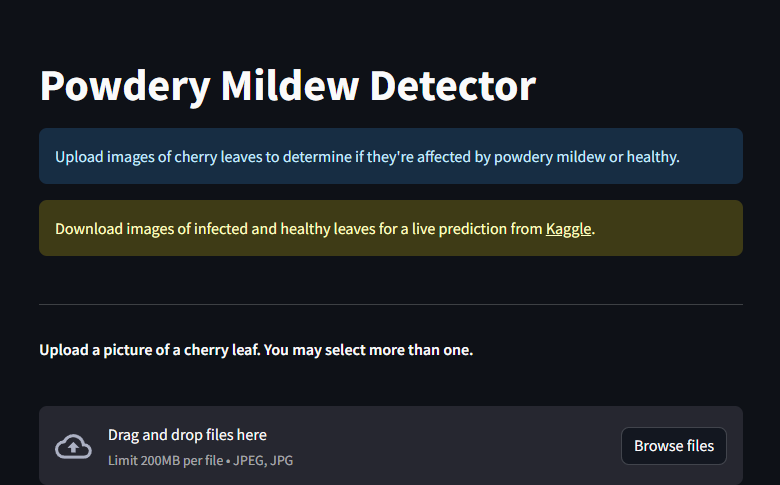 Powdery Mildew Detector
Upload images of cherry leaves to determine if they're affected by powdery mildew or healthy.
Download images of infected and healthy leaves for a live prediction from Kaggle.
Upload a picture of a cherry leaf. You may select more than one.
Drag and drop files here
Limit 200MB per file • JPEG, JPG
Browse files